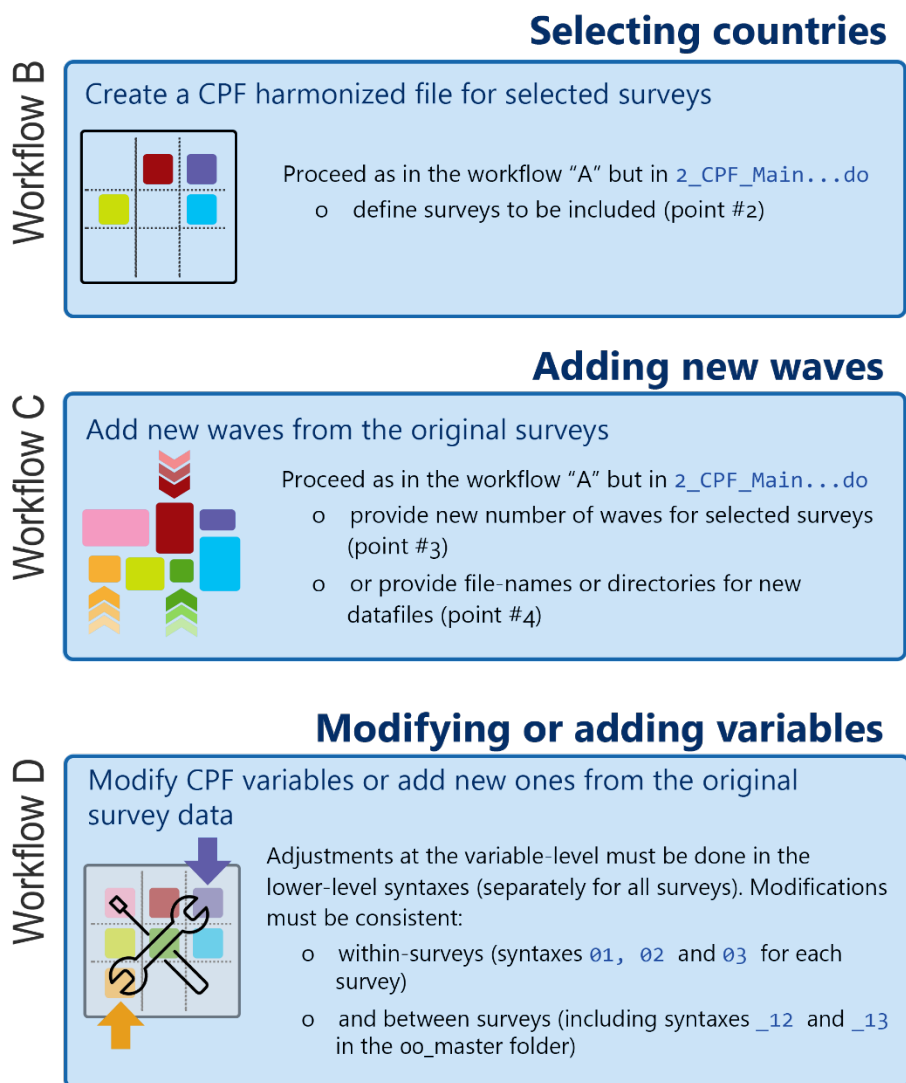 Selecting countries
Workflow B
Create a CPF harmonized file for selected surveys
Proceed as in the workflow “A” but in 2_CPF_Main...do
o define surveys to be included (point #2)
Adding new waves
Workflow C
Add new waves from the original surveys
Proceed as in the workflow “A” but in 2_CPF_Main...do
o provide new number of waves for selected surveys
(point #3)
o or provide file-names or directories for new
datafiles (point #4)
Modifying or adding variables
Workflow D
Modify CPF variables or add new ones from the original
survey data
Adjustments at the variable-level must be done in the
lower-level syntaxes (separately for all surveys). Modifications
must be consistent:
o within-surveys (syntaxes 01, 02 and 03 for each
survey)
o and between surveys (including syntaxes _12 and _13
in the 00_master folder)